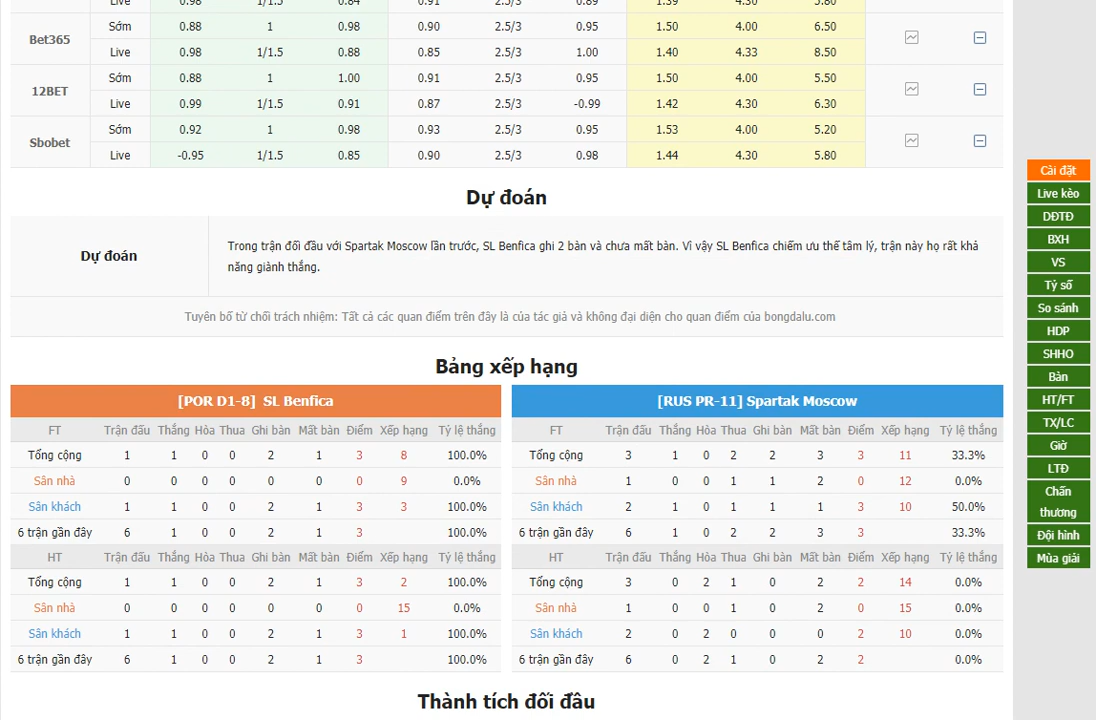 Live 0.98 1/1.5 0.84 0.91 2.5/3 0.89 1.39 4.30 5.80
Bet365
Sớm 0.88 1 0.98 0.90 2.5/3 0.95 1.50 4.00 6.50
Live 0.98 1/1.5 0.88 0.85 2.5/3 1.00 1.40 4.33 8.50
12BET
Sớm 0.88 1 1.00 0.91 2.5/3 0.95 1.50 4.00 5.50
Live 0.99 1/1.5 0.91 0.87 2.5/3 -0.99 1.42 4.30 6.30
Sbobet
Sớm 0.92 1 0.98 0.93 2.5/3 0.95 1.53 4.00 5.20
Live -0.95 1/1.5 0.85 0.90 2.5/3 0.98 1.44 4.30 5.80
Dự đoán
Dự đoán
Trong trận đối đầu với Spartak Moscow lần trước, SL Benfica ghi 2 bàn và chưa mất bàn. Vì vậy SL Benfica chiếm ưu thế tâm lý, trận này họ rất khả
năng giành thắng.
Tuyên bố từ chối trách nhiệm: Tất cả các quan điểm trên đây là của tác giả và không đại diện cho quan điểm của bongdalu.com
Bảng xếp hạng
[POR D1-8] SL Benfica
FT Trận đấu Thắng Hòa Thua Ghi bàn Mất bàn Điểm Xếp hạng Tỷ lệ thắng
Tổng cộng 1 1 0 0 2 1 3 8 100.0%
Sân nhà 0 0 0 0 0 0 0 9 0.0%
Sân khách 1 1 0 0 2 1 3 3 100.0%
6 trận gần đây 6 1 0 0 2 1 3 100.0%
HT Trận đấu Thắng Hòa Thua Ghi bàn Mất bàn Điểm Xếp hạng Tỷ lệ thắng
Tổng cộng 1 1 0 0 2 1 3 2 100.0%
Sân nhà 0 0 0 0 0 0 0 15 0.0%
Sân khách 1 1 0 0 2 1 3 1 100.0%
6 trận gần đây 6 1 0 0 2 1 3 100.0%
[RUS PR-11] Spartak Moscow
FT Trận đấu Thắng Hòa Thua Ghi bàn Mất bàn Điểm Xếp hạng Tỷ lệ thắng
Tổng cộng 3 1 0 2 2 3 3 11 33.3%
Sân nhà 1 0 0 1 1 2 0 12 0.0%
Sân khách 2 1 0 1 1 1 3 10 50.0%
6 trận gần đây 6 1 0 2 2 3 3 33.3%
HT Trận đấu Thắng Hòa Thua Ghi bàn Mất bàn Điểm Xếp hạng Tỷ lệ thắng
Tổng cộng 3 0 2 1 0 2 2 14 0.0%
Sân nhà 1 0 0 1 0 2 0 15 0.0%
Sân khách 2 0 2 0 0 0 2 10 0.0%
6 trận gần đây 6 0 2 1 0 2 2 0.0%
Thành tích đối đầu
Cài đặt
Live kèo
DĐTĐ
BXH
VS
Tỷ số
So sánh
HDP
SHHO
Bàn
HT/FT
TX/LC
Giờ
LTĐ
Chấn
thương
Đội hình
Mùa giải